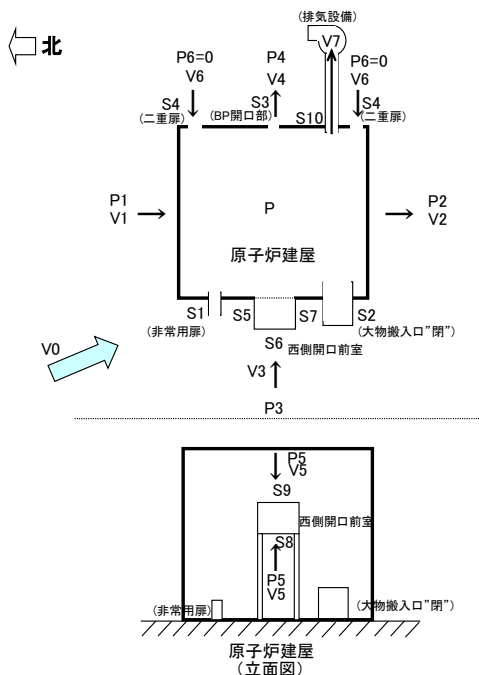 (排気設備)
北
V7
P6=0
V6
P4
V4
P6=0
V6
S4
(二重扉)
S3
(BP開口部)
S10
S4
(二重扉)
P1
V1
P
P2
V2
原子炉建屋
S1
(非常用扉)
S5
S7
S2
(大物搬入口"閉")
S6
西側開口前室
V0
V3
P3
P5
V5
S9
西側開口前室
S8
P5
V5
(非常用扉)
(大物搬入口"閉")
原子炉建屋
(立面図)